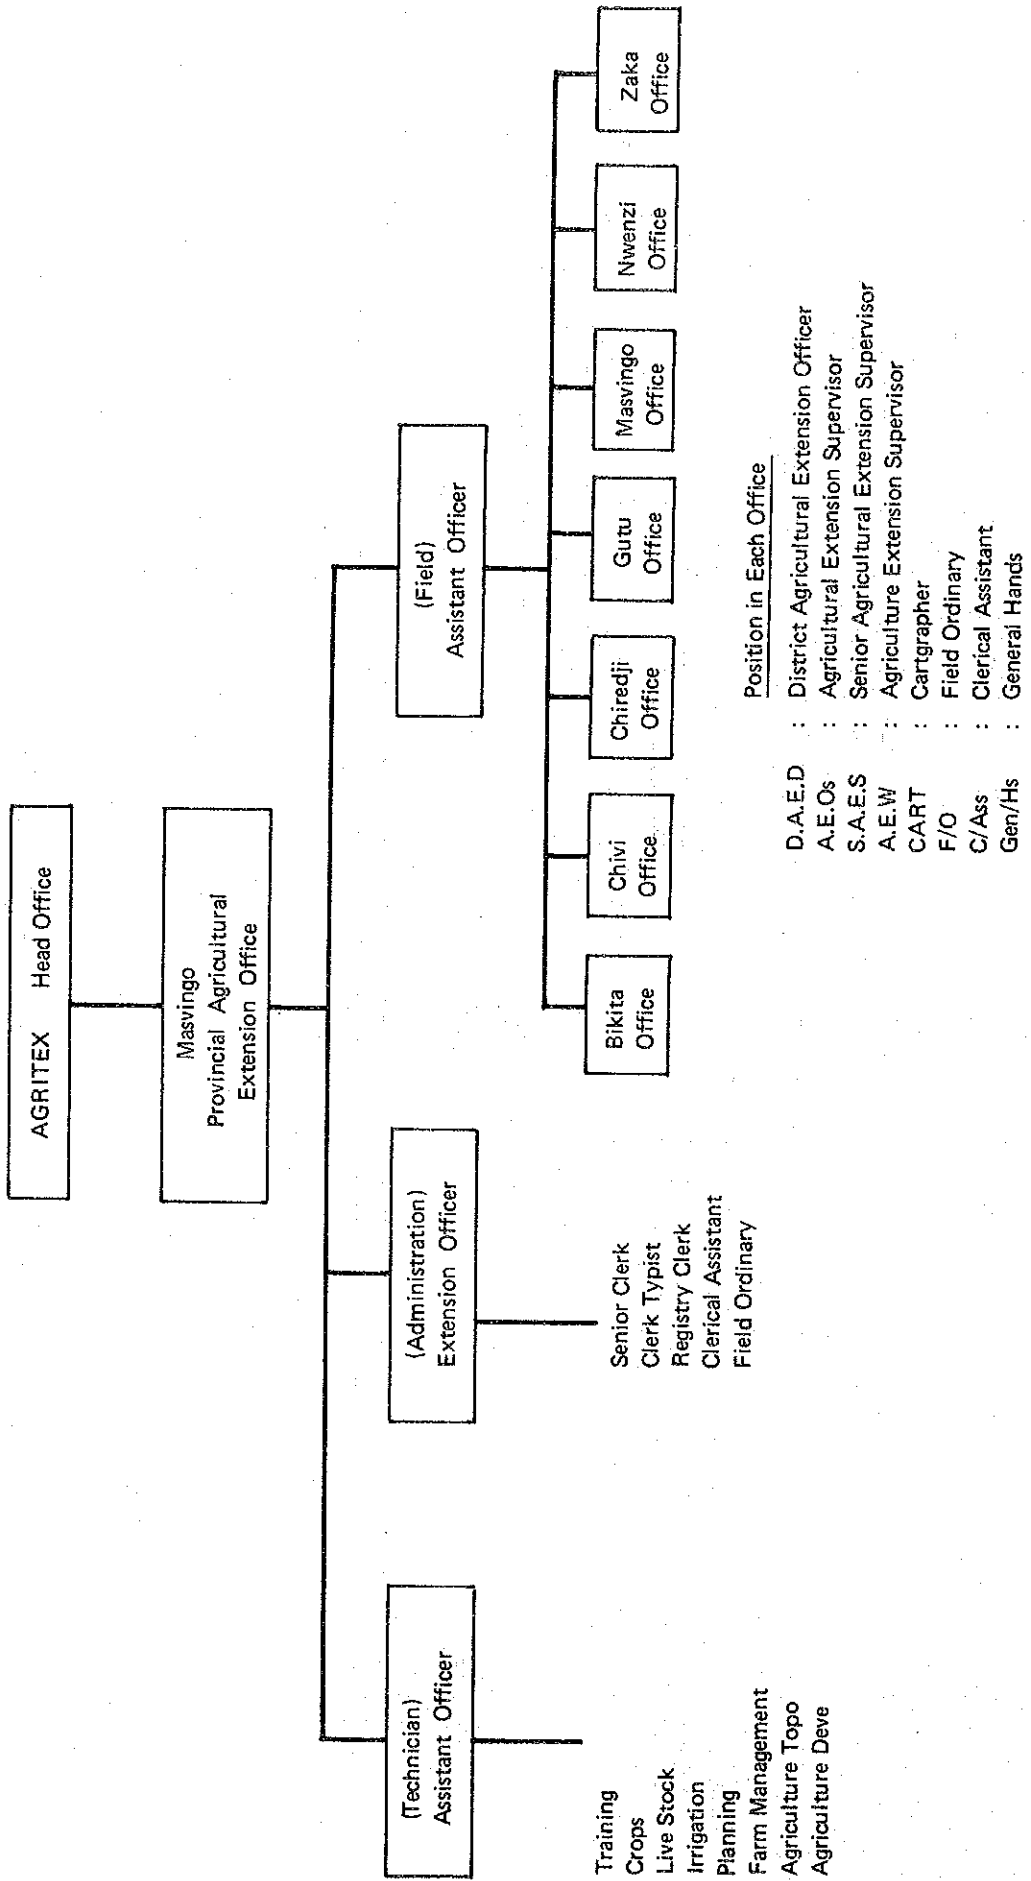 AGRITEX Head Office
Masvingo
Provincial Agricultural
Extension Office
(Technician)
Assistant Officer
(Administration)
Extension Officer
(Field)
Assistant Officer
Training
Crops
Live Stock
Irrigation
Planning
Farm Management
Agriculture Topo
Agriculture Deve
Senior Clerk
Clerk Typist
Registry Clerk
Clerical Assistant
Field Ordinary
Bikita
Office
Chivi
Office
Chiredji
Office
Gutu
Office
Masvingo
Office
Nwenzi
Office
Zaka
Office
Position in Each Office
D.A.E.D : District Agricultural Extension Officer
A.E.Os : Agricultural Extension Supervisor
S.A.E.S : Senior Agricultural Extension Supervisor
A.E.W : Agriculture Extension Supervisor
CART : Cartgrapher
F/O : Field Ordinary
C/Ass : Clerical Assistant
Gen/Hs : General Hands